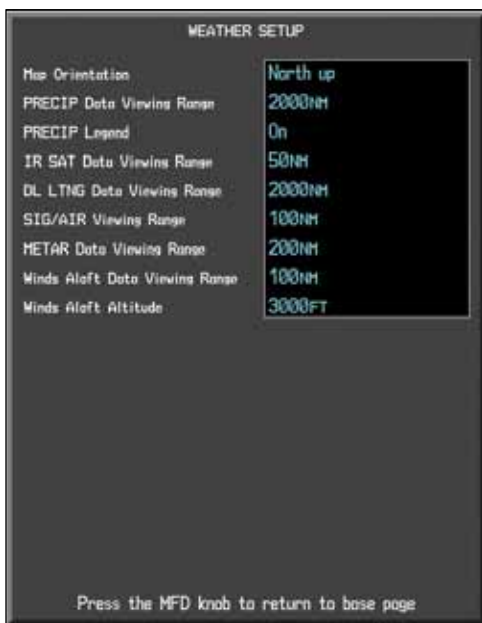 WEATHER SETUP
Map Orientation North up
PRECIP Data Viewing Range 2000NM
PRECIP Legend On
IR SAT Data Viewing Range 50NM
DL LTNG Data Viewing Range 2000NM
SIG/AIR Viewing Range 100NM
METAR Data Viewing Range 200NM
Winds Aloft Data Viewing Range 100NM
Winds Aloft Altitude 3000FT
Press the MFD knob to return to base page